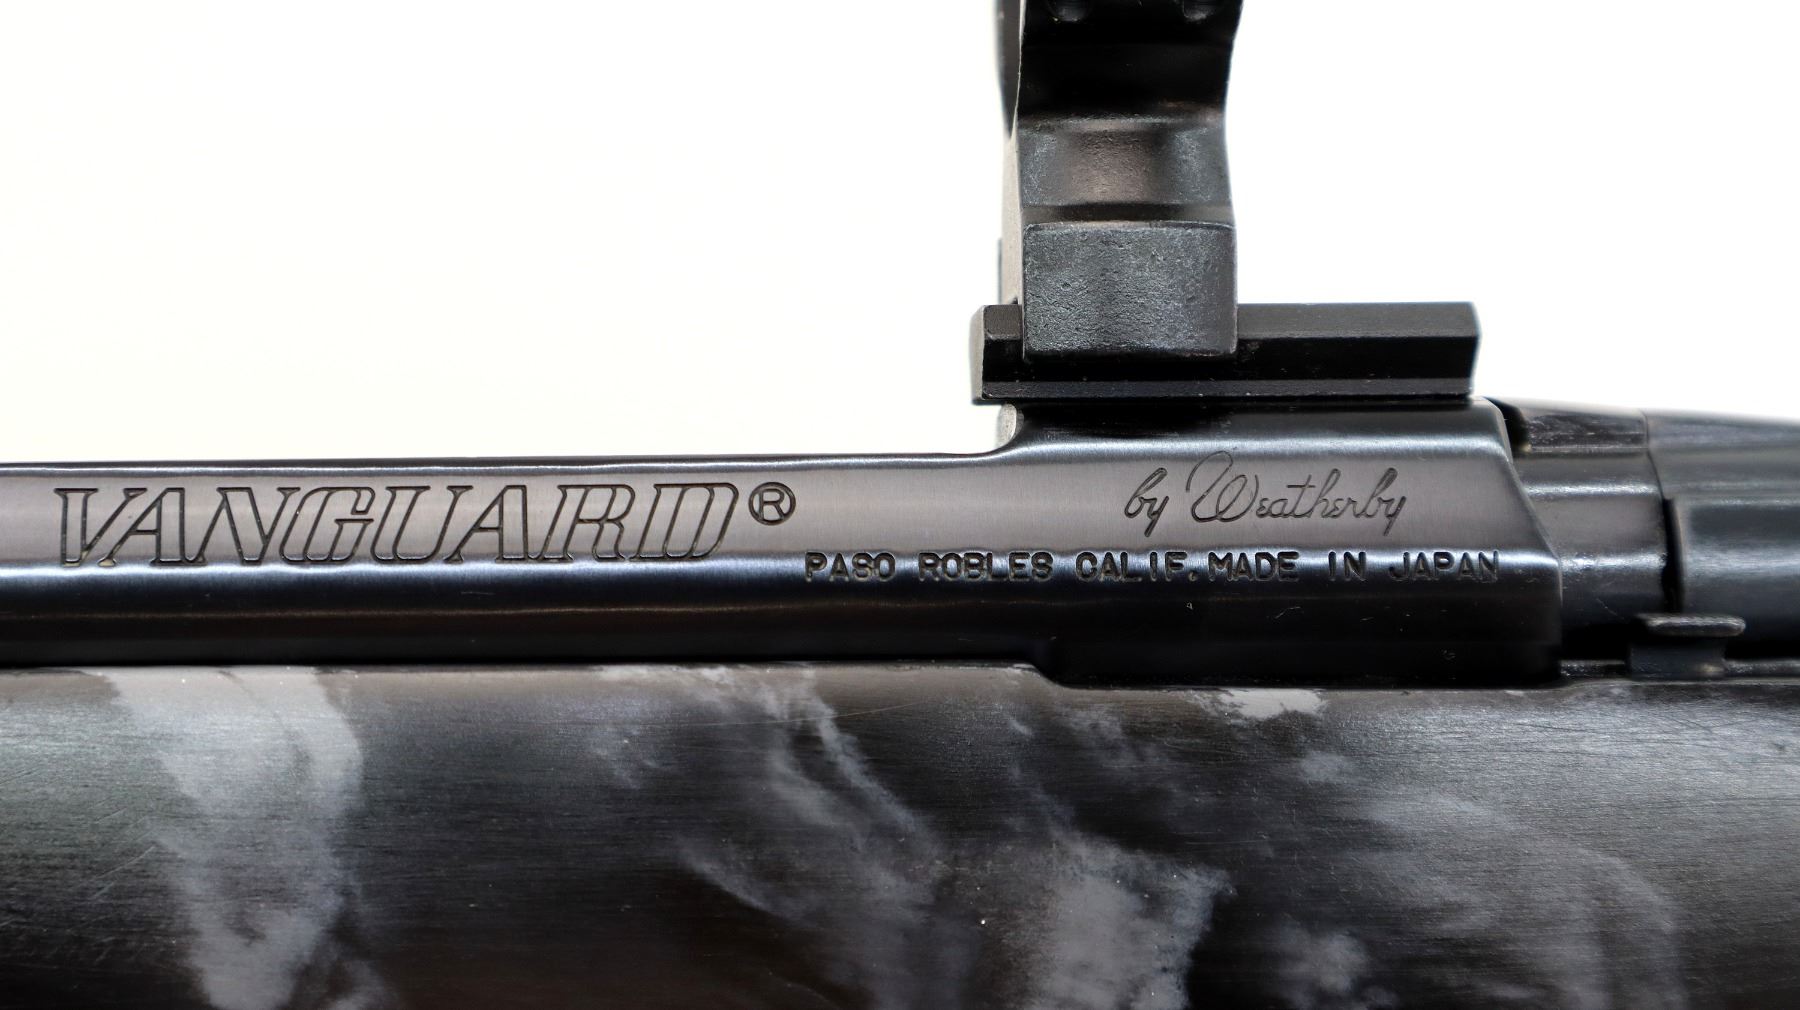 VANGUARD®
by Weatherby
PASO ROBLES CALIF. MADE IN JAPAN